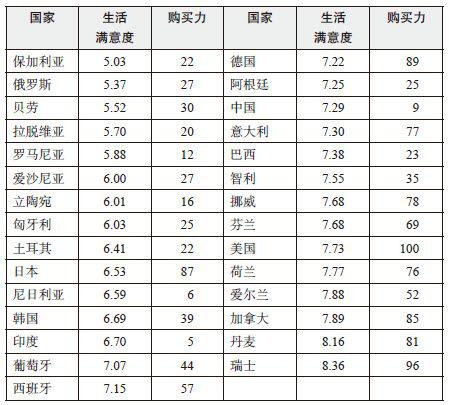 国家 生活满意度 购买力 国家 生活满意度 购买力
保加利亚 5.03 22 德国 7.22 89
俄罗斯 5.37 27 阿根廷 7.25 25
贝劳 5.52 30 中国 7.29 9
拉脱维亚 5.70 20 意大利 7.30 77
罗马尼亚 5.88 12 巴西 7.38 23
爱沙尼亚 6.00 27 智利 7.55 35
立陶宛 6.01 16 挪威 7.68 78
匈牙利 6.03 25 芬兰 7.68 69
土耳其 6.41 22 美国 7.73 100
日本 6.53 87 荷兰 7.77 76
尼日利亚 6.59 6 爱尔兰 7.88 52
韩国 6.69 39 加拿大 7.89 85
印度 6.70 5 丹麦 8.16 81
葡萄牙 7.07 44 瑞士 8.36 96
西班牙 7.15 57